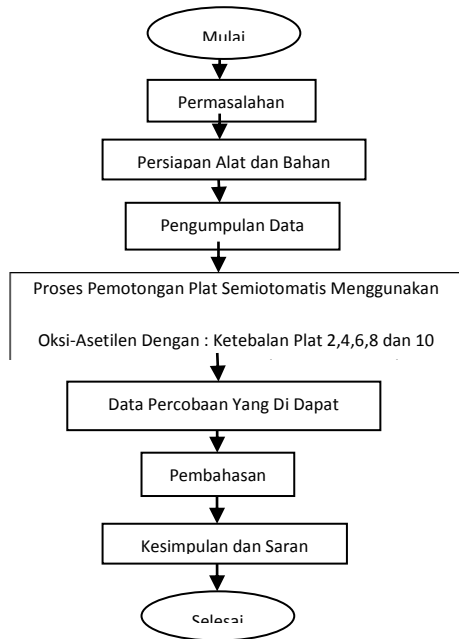 Mulai
Permasalahan
Persiapan Alat dan Bahan
Pengumpulan Data
Proses Pemotongan Plat Semiotomatis Menggunakan
Oksi-Asetilen Dengan : Ketebalan Plat 2,4,6,8 dan 10
Data Percobaan Yang Di Dapat
Pembahasan
Kesimpulan dan Saran
Selesai